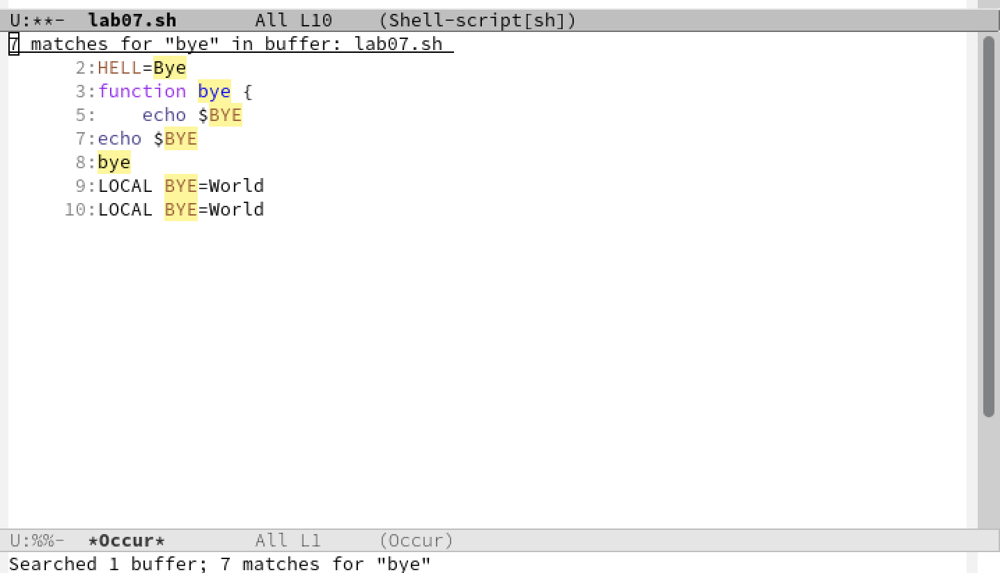 U:**-  lab07.sh       All L10    (Shell-script[sh])
7 matches for "bye" in buffer: lab07.sh
      2:HELL=Bye
      3:function bye {
      5:    echo $BYE
      7:echo $BYE
      8:bye
      9:LOCAL BYE=World
     10:LOCAL BYE=World
U:%%-  *Occur*        All L1     (Occur)
Searched 1 buffer; 7 matches for "bye"